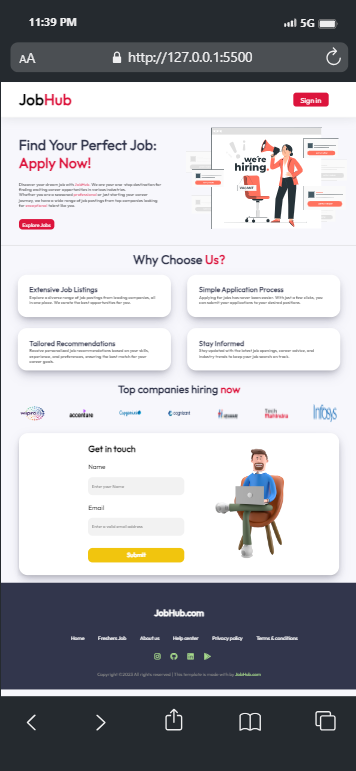 11:39 PM
5G
AA
http://127.0.0.1:5500
JobHub
Sign in
Find Your Perfect Job:
Apply Now!
we're
hiring
VACANT
Discover your dream job with JobHub. We are your one-stop destination for
finding exciting career opportunities in various industries.
Whether you are a seasoned professional or just starting your career
journey, we have a wide range of job postings from top companies looking
for exceptional talent like you.
Explore Jobs
Why Choose Us?
Extensive Job Listings
Explore a diverse range of job postings from leading companies, all
in one place. We curate the best opportunities for you.
Simple Application Process
Applying for jobs has never been easier. With just a few clicks, you
can submit your applications to your desired positions.
Tailored Recommendations
Receive personalized job recommendations based on your skills,
experience, and preferences, ensuring the best match for your
career goals.
Stay Informed
Stay updated with the latest job openings, career advice, and
industry trends to keep your job search on track.
Top companies hiring now
wipro
accenture
Cygnus
cognizant
Tech
Mahindra
Infosys
Get in touch
Name
Enter your Name
Email
Enter a valid email address
Submit
JobHub.com
Home
Freshers Job
About us
Help center
Privacy policy
Terms & conditions
All rights reserved | This template is made with by JobHub.com